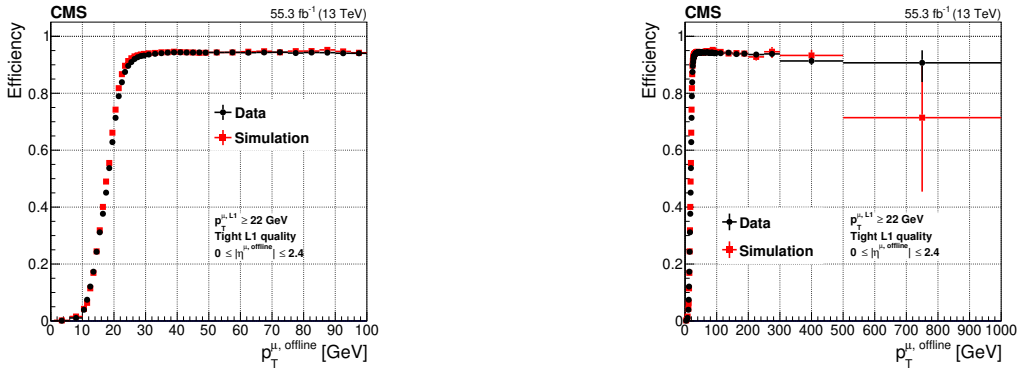 CMS 55.3 fb⁻¹ (13 TeV)
Efficiency
1
0.8
0.6
0.4
0.2
0
Data
Simulation
p_T^{μ, L1} ≥ 22 GeV
Tight L1 quality
0 ≤ |η^{μ, offline}| ≤ 2.4
0 10 20 30 40 50 60 70 80 90 100
p_T^{μ, offline} [GeV]
CMS 55.3 fb⁻¹ (13 TeV)
Efficiency
1
0.8
0.6
0.4
0.2
0
Data
Simulation
p_T^{μ, L1} ≥ 22 GeV
Tight L1 quality
0 ≤ |η^{μ, offline}| ≤ 2.4
0 100 200 300 400 500 600 700 800 900 1000
p_T^{μ, offline} [GeV]